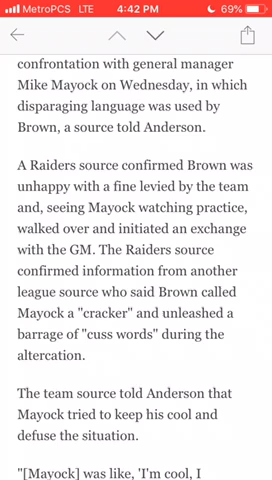 MetroPCS LTE 4:42 PM 69%
confrontation with general manager
Mike Mayock on Wednesday, in which
disparaging language was used by
Brown, a source told Anderson.
A Raiders source confirmed Brown was
unhappy with a fine levied by the team
and, seeing Mayock watching practice,
walked over and initiated an exchange
with the GM. The Raiders source
confirmed information from another
league source who said Brown called
Mayock a "cracker" and unleashed a
barrage of "cuss words" during the
altercation.
The team source told Anderson that
Mayock tried to keep his cool and
defuse the situation.
"[Mayock] was like, 'I'm cool, I